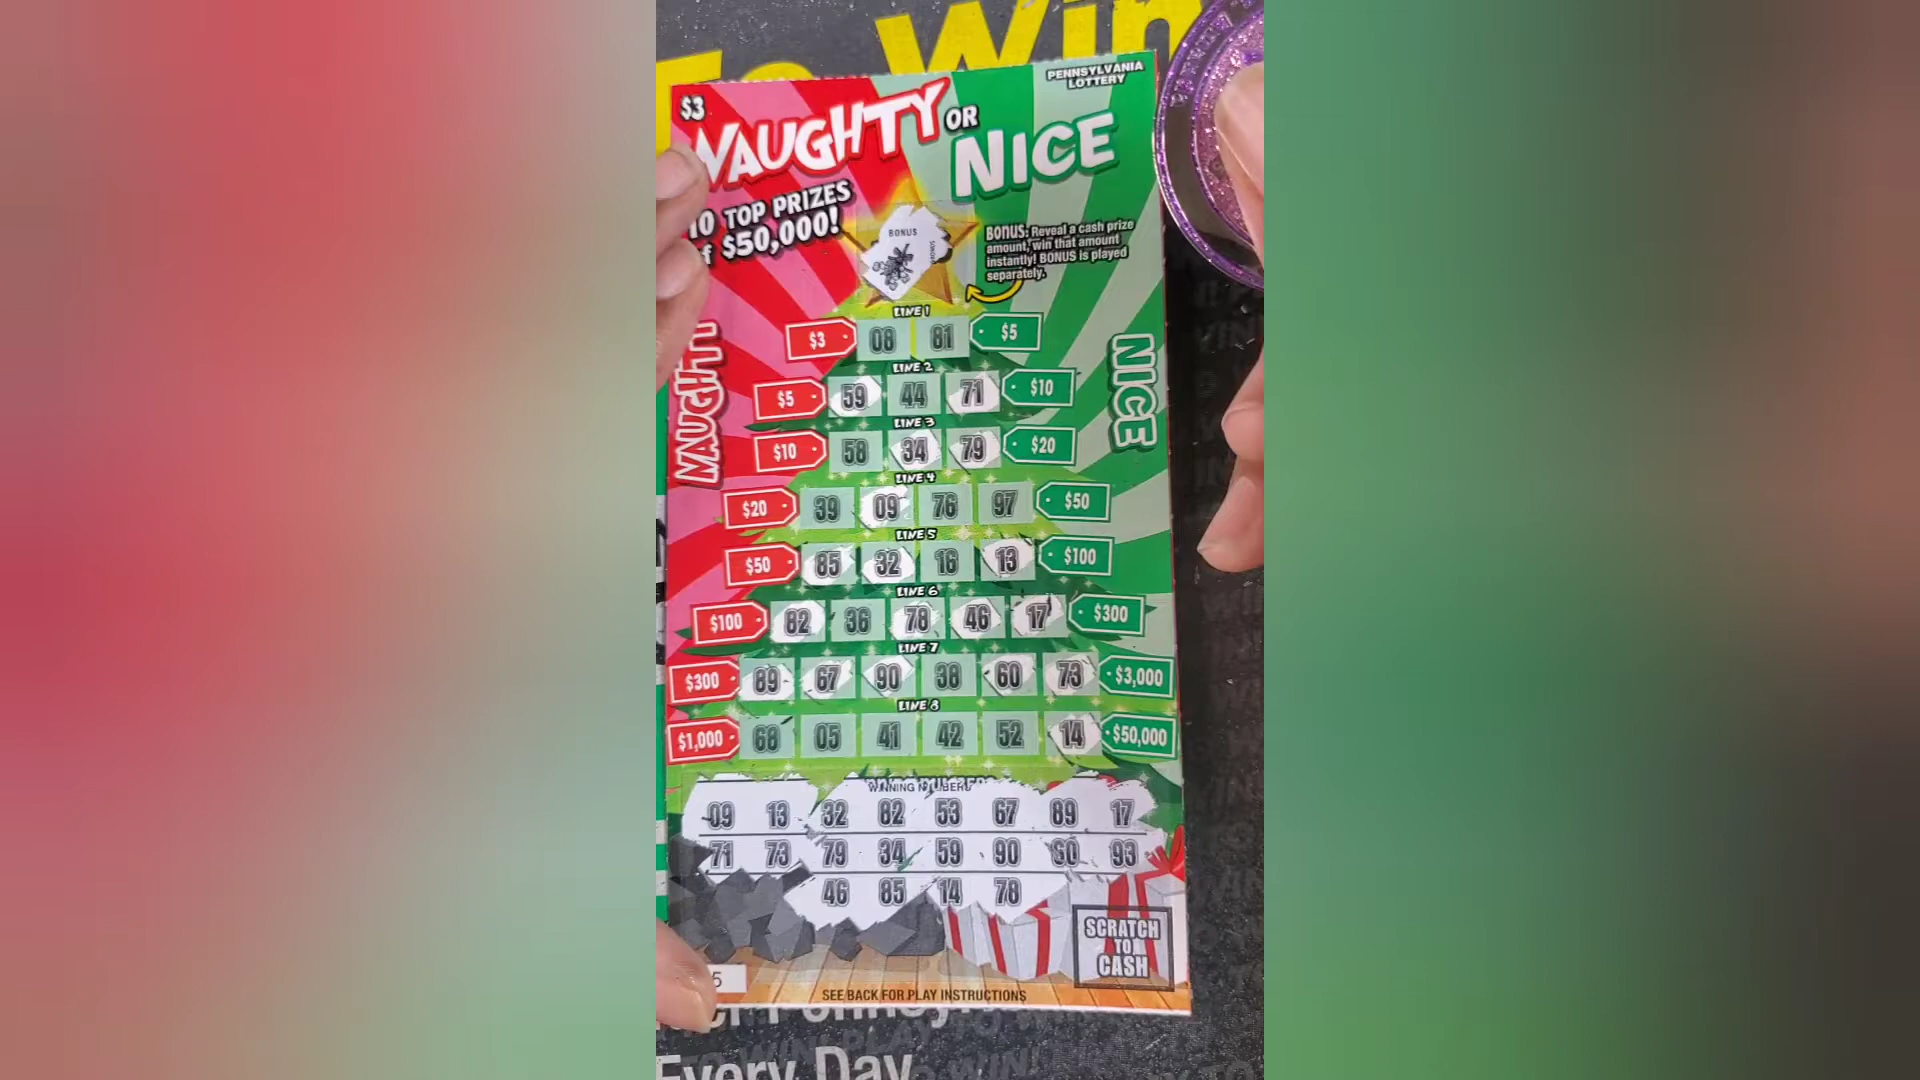 To Win
PENNSYLVANIA
LOTTERY
$3
NAUGHTY OR
NICE
10 TOP PRIZES
of $50,000!
BONUS
BONUS: Reveal a cash prize
amount, win that amount
instantly! BONUS is played
separately.
NAUGHTY
NICE
LINE 1
$3 08 81 $5
LINE 2
$5 59 44 71 $10
LINE 3
$10 58 34 79 $20
LINE 4
$20 39 09 76 97 $50
LINE 5
$50 85 32 16 13 $100
LINE 6
$100 82 36 78 46 17 $300
LINE 7
$300 89 67 90 38 60 73 $3,000
LINE 8
$1,000 68 05 41 42 52 14 $50,000
WINNING NUMBERS
09 13 32 82 53 67 89 17
71 73 79 34 59 90 60 93
46 85 14 78
SCRATCH
TO
CASH
5
SEE BACK FOR PLAY INSTRUCTIONS
Every Day